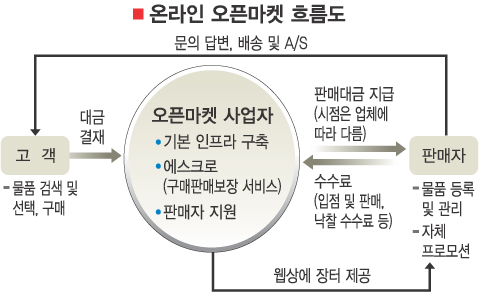 ■ 온라인 오픈마켓 흐름도
문의 답변, 배송 및 A/S
대금
결재
고 객
- 물품 검색 및
선택, 구매
오픈마켓 사업자
• 기본 인프라 구축
• 에스크로
(구매판매보장 서비스)
• 판매자 지원
판매대금 지급
(시점은 업체에
따라 다름)
수수료
(입점 및 판매,
낙찰 수수료 등)
판매자
- 물품 등록
및 관리
- 자체
프로모션
웹상에 장터 제공